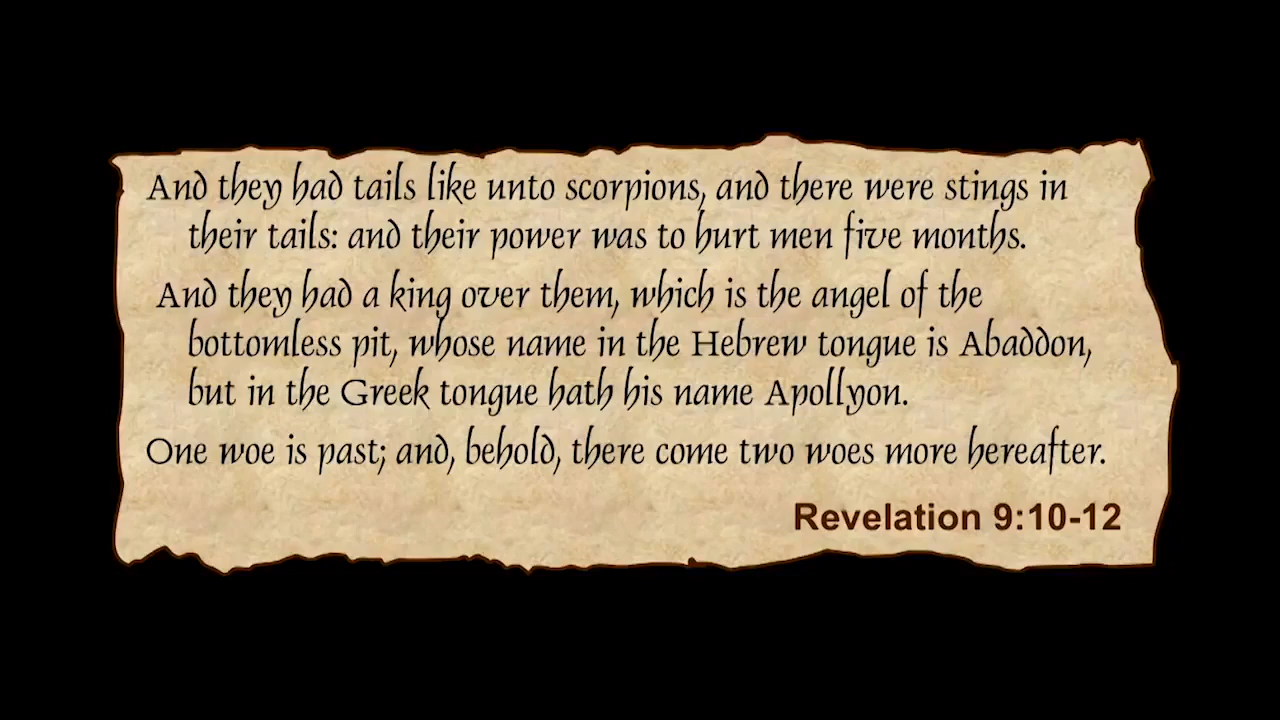 And they had tails like unto scorpions, and there were stings in
their tails: and their power was to hurt men five months.
And they had a king over them, which is the angel of the
bottomless pit, whose name in the Hebrew tongue is Abaddon,
but in the Greek tongue hath his name Apollyon.
One woe is past; and, behold, there come two woes more hereafter.
Revelation 9:10-12